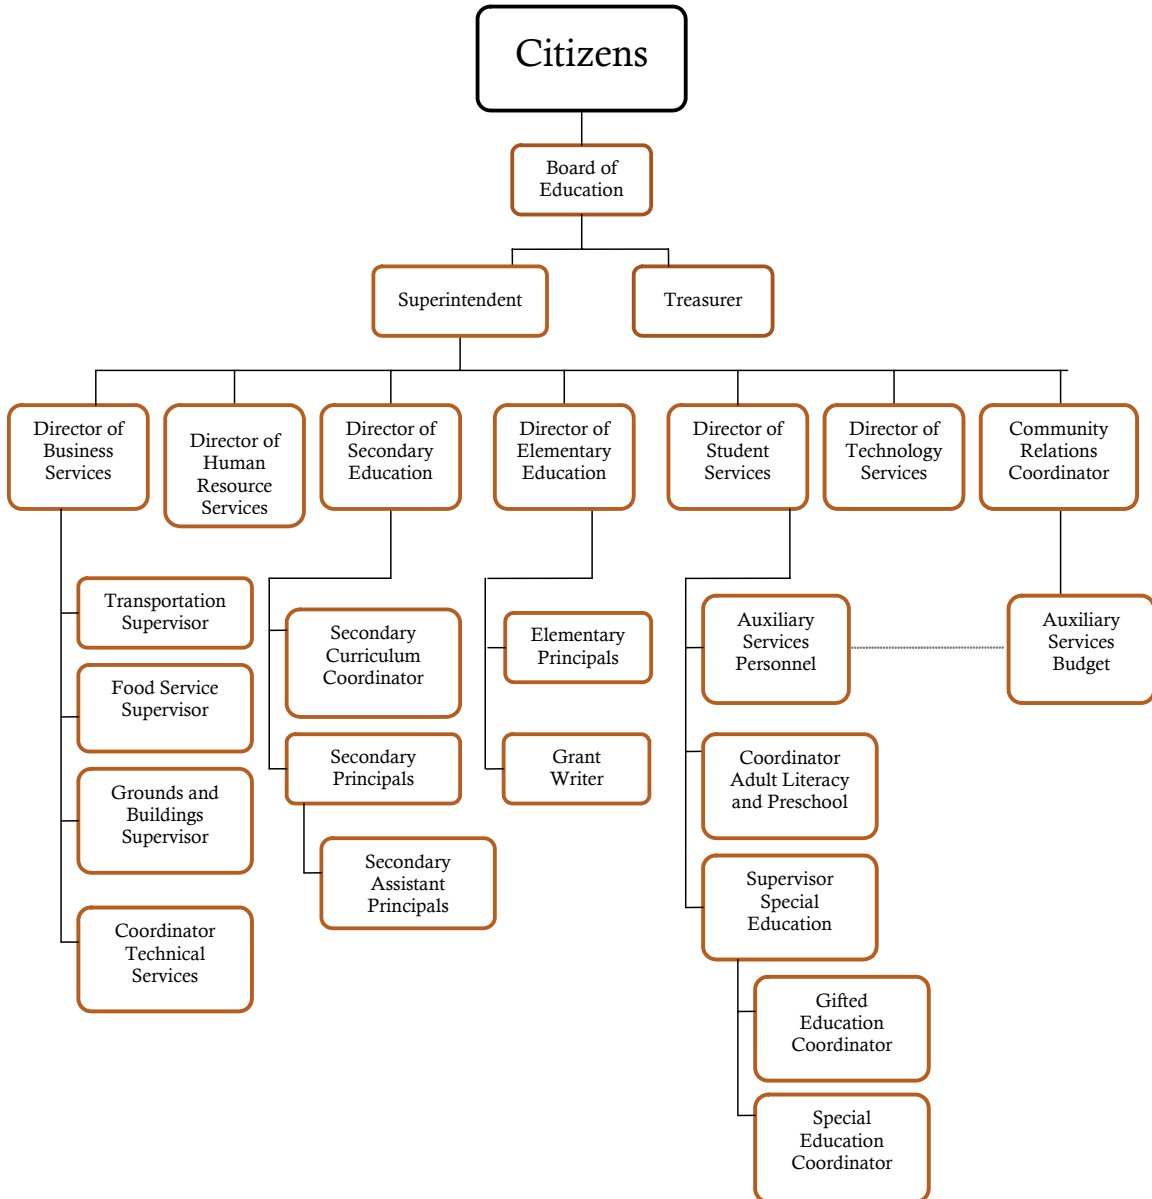 Citizens
Board of
Education
Superintendent
Treasurer
Director of
Business
Services
Director of
Human
Resource
Services
Director of
Secondary
Education
Director of
Elementary
Education
Director of
Student
Services
Director of
Technology
Services
Community
Relations
Coordinator
Transportation
Supervisor
Food Service
Supervisor
Grounds and
Buildings
Supervisor
Coordinator
Technical
Services
Secondary
Curriculum
Coordinator
Secondary
Principals
Secondary
Assistant
Principals
Elementary
Principals
Grant
Writer
Auxiliary
Services
Personnel
Coordinator
Adult Literacy
and Preschool
Supervisor
Special
Education
Gifted
Education
Coordinator
Special
Education
Coordinator
Auxiliary
Services
Budget